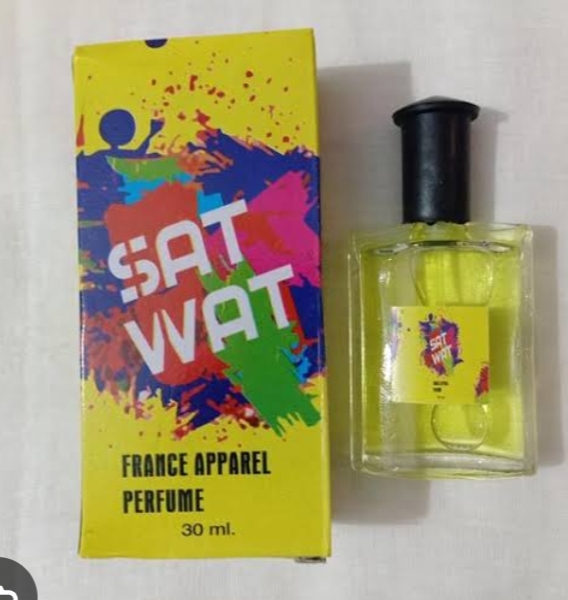 SAT
WAT
FRANCE APPAREL
PERFUME
30 ml.
SAT
WAT